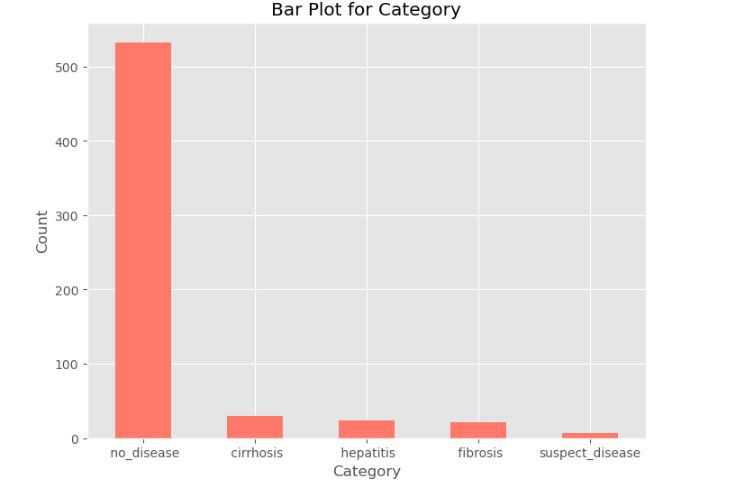 Bar Plot for Category
500
400
300
200
100
0
Count
no_disease cirrhosis hepatitis fibrosis suspect_disease
Category